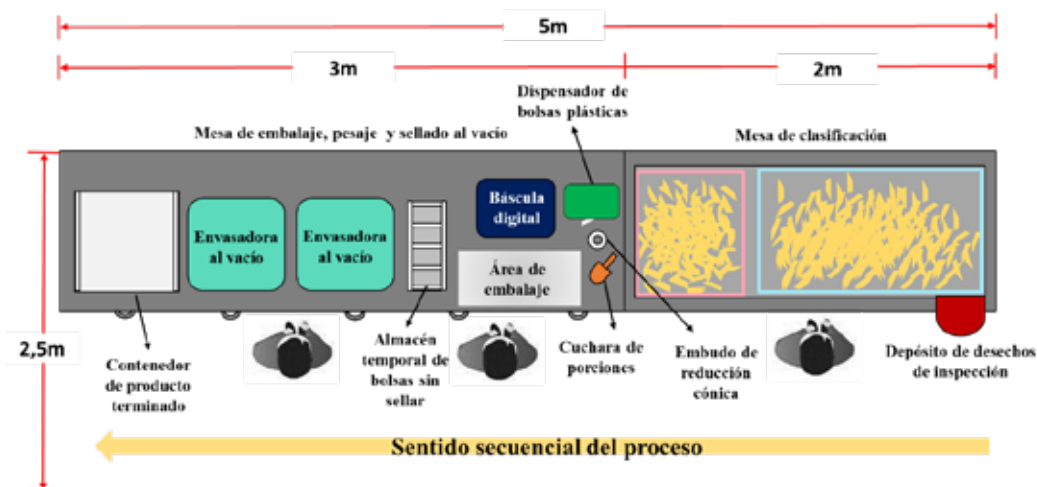 5m
3m
2m
Dispensador de
bolsas plásticas
Mesa de embalaje, pesaje y sellado al vacío
Mesa de clasificación
Envasadora
al vacío
Envasadora
al vacío
Báscula
digital
Área de
embalaje
2,5m
Contenedor
de producto
terminado
Almacén
temporal de
bolsas sin
sellar
Cuchara de
porciones
Embudo de
reducción
cónica
Depósito de desechos
de inspección
Sentido secuencial del proceso